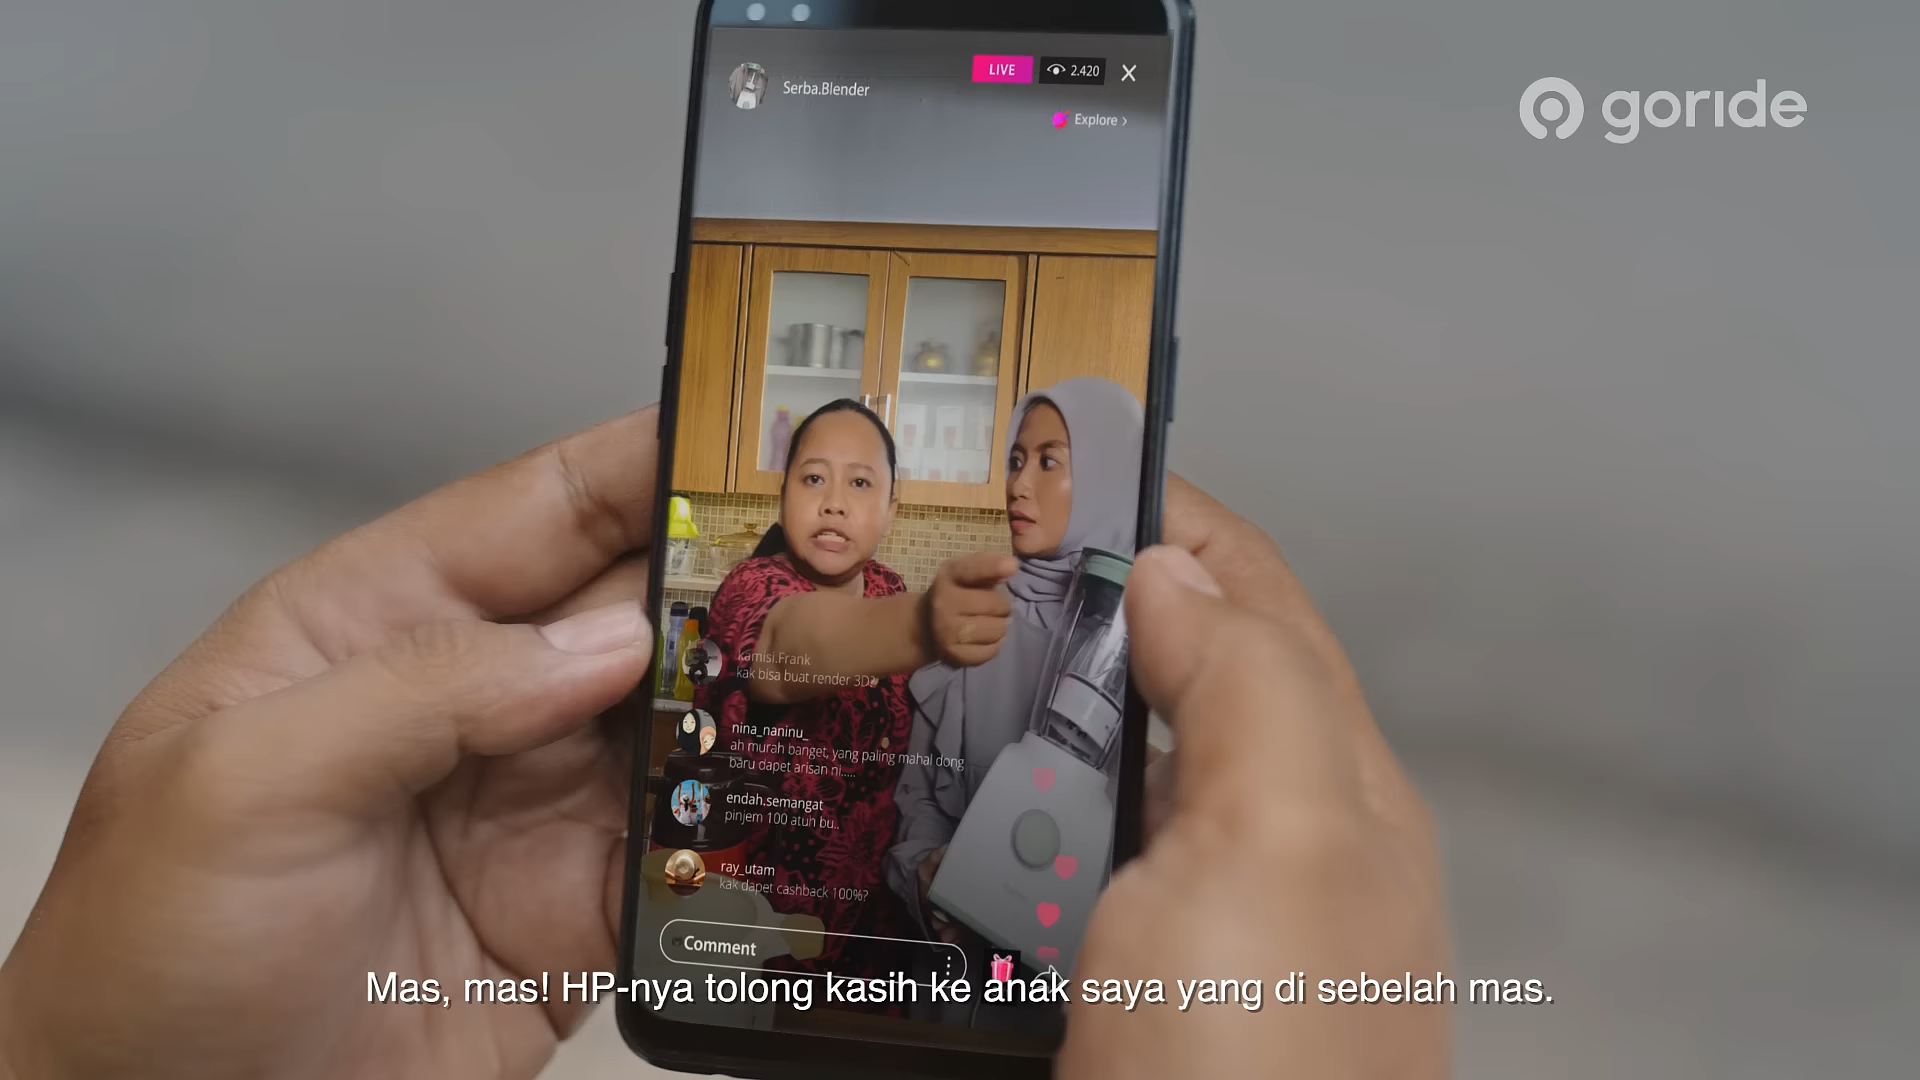 LIVE
2.420
Serba.Blender
Explore
goride
kamisi.Frank
kak bisa buat render 3D?
nina_naninu_
ah murah banget, yang paling mahal dong
baru dapet arisan ni.....
endah.semangat
pinjem 100 atuh bu..
ray_utam
kak dapet cashback 100%?
Comment
Mas, mas! HP-nya tolong kasih ke anak saya yang di sebelah mas.